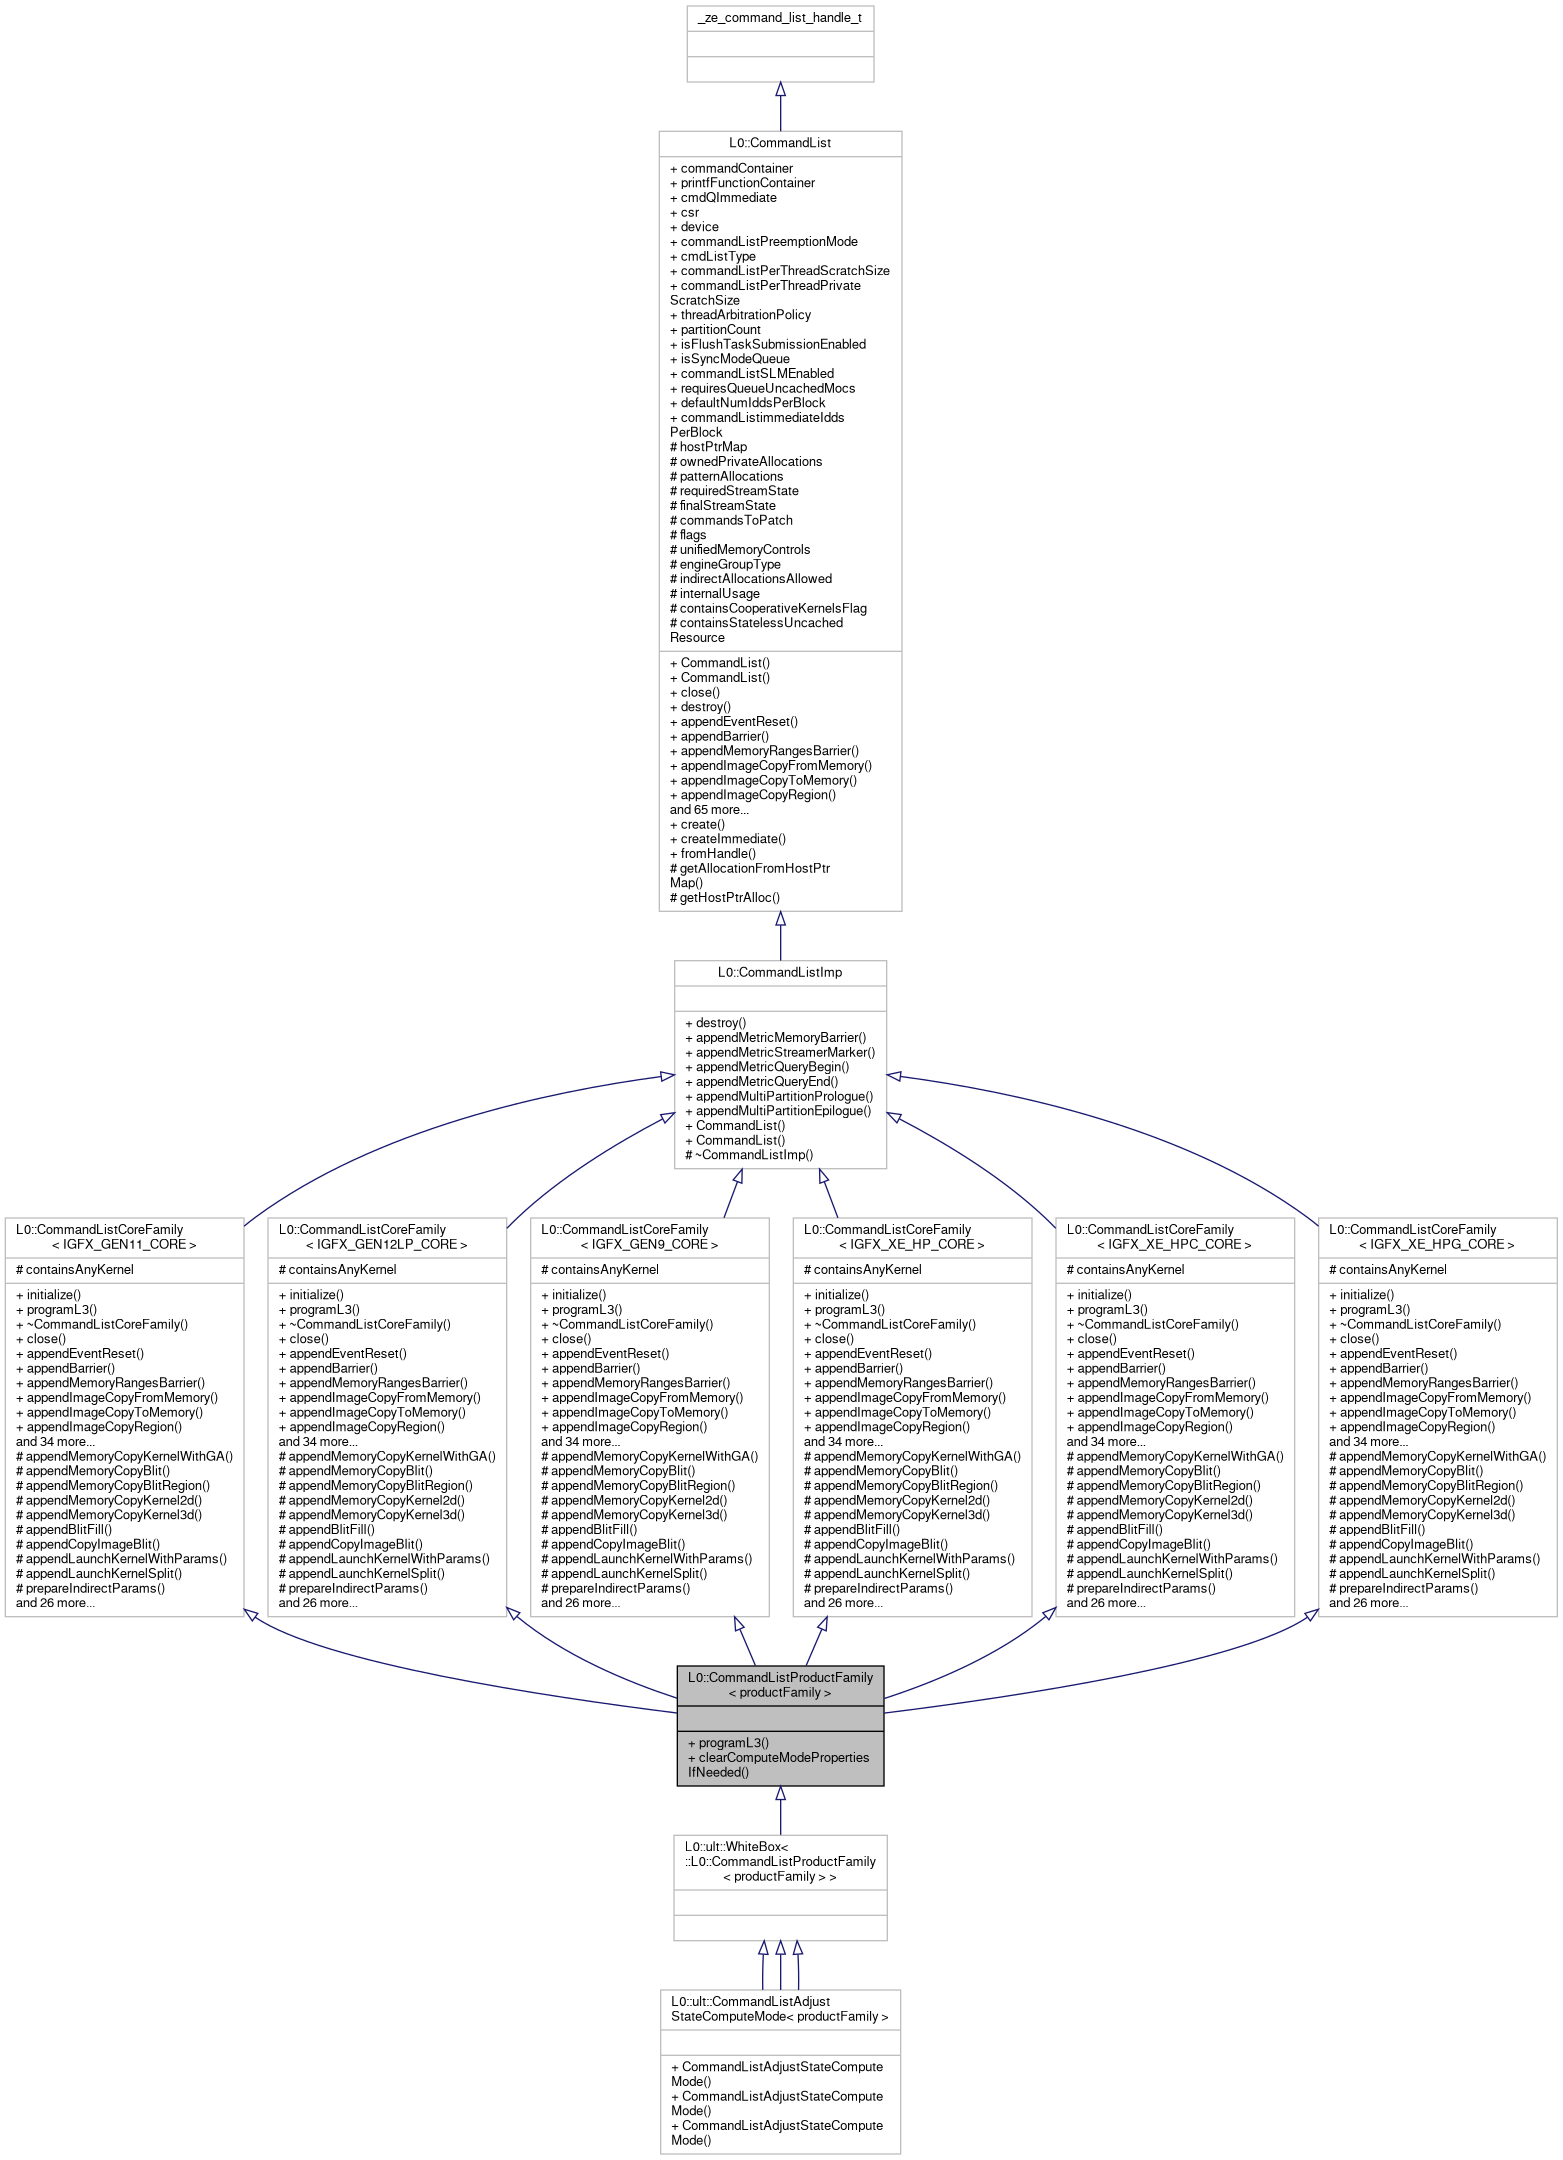 _ze_command_list_handle_t
L0::CommandList
+ commandContainer
+ printfFunctionContainer
+ cmdQImmediate
+ csr
+ device
+ commandListPreemptionMode
+ cmdListType
+ commandListPerThreadScratchSize
+ commandListPerThreadPrivate
ScratchSize
+ threadArbitrationPolicy
+ partitionCount
+ isFlushTaskSubmissionEnabled
+ isSyncModeQueue
+ commandListSLMEnabled
+ requiresQueueUncachedMocs
+ defaultNumIddsPerBlock
+ commandListimmediateIdds
PerBlock
# hostPtrMap
# ownedPrivateAllocations
# patternAllocations
# requiredStreamState
# finalStreamState
# commandsToPatch
# flags
# unifiedMemoryControls
# engineGroupType
# indirectAllocationsAllowed
# internalUsage
# containsCooperativeKernelsFlag
# containsStatelessUncached
Resource
+ CommandList()
+ CommandList()
+ close()
+ destroy()
+ appendEventReset()
+ appendBarrier()
+ appendMemoryRangesBarrier()
+ appendImageCopyFromMemory()
+ appendImageCopyToMemory()
+ appendImageCopyRegion()
and 65 more...
+ create()
+ createImmediate()
+ fromHandle()
# getAllocationFromHostPtr
Map()
# getHostPtrAlloc()
L0::CommandListImp
+ destroy()
+ appendMetricMemoryBarrier()
+ appendMetricStreamerMarker()
+ appendMetricQueryBegin()
+ appendMetricQueryEnd()
+ appendMultiPartitionPrologue()
+ appendMultiPartitionEpilogue()
+ CommandList()
+ CommandList()
# ~CommandListImp()
L0::CommandListCoreFamily
< IGFX_GEN11_CORE >
# containsAnyKernel
+ initialize()
+ programL3()
+ ~CommandListCoreFamily()
+ close()
+ appendEventReset()
+ appendBarrier()
+ appendMemoryRangesBarrier()
+ appendImageCopyFromMemory()
+ appendImageCopyToMemory()
+ appendImageCopyRegion()
and 34 more...
# appendMemoryCopyKernelWithGA()
# appendMemoryCopyBlit()
# appendMemoryCopyBlitRegion()
# appendMemoryCopyKernel2d()
# appendMemoryCopyKernel3d()
# appendBlitFill()
# appendCopyImageBlit()
# appendLaunchKernelWithParams()
# appendLaunchKernelSplit()
# prepareIndirectParams()
and 26 more...
L0::CommandListCoreFamily
< IGFX_GEN12LP_CORE >
# containsAnyKernel
+ initialize()
+ programL3()
+ ~CommandListCoreFamily()
+ close()
+ appendEventReset()
+ appendBarrier()
+ appendMemoryRangesBarrier()
+ appendImageCopyFromMemory()
+ appendImageCopyToMemory()
+ appendImageCopyRegion()
and 34 more...
# appendMemoryCopyKernelWithGA()
# appendMemoryCopyBlit()
# appendMemoryCopyBlitRegion()
# appendMemoryCopyKernel2d()
# appendMemoryCopyKernel3d()
# appendBlitFill()
# appendCopyImageBlit()
# appendLaunchKernelWithParams()
# appendLaunchKernelSplit()
# prepareIndirectParams()
and 26 more...
L0::CommandListCoreFamily
< IGFX_GEN9_CORE >
# containsAnyKernel
+ initialize()
+ programL3()
+ ~CommandListCoreFamily()
+ close()
+ appendEventReset()
+ appendBarrier()
+ appendMemoryRangesBarrier()
+ appendImageCopyFromMemory()
+ appendImageCopyToMemory()
+ appendImageCopyRegion()
and 34 more...
# appendMemoryCopyKernelWithGA()
# appendMemoryCopyBlit()
# appendMemoryCopyBlitRegion()
# appendMemoryCopyKernel2d()
# appendMemoryCopyKernel3d()
# appendBlitFill()
# appendCopyImageBlit()
# appendLaunchKernelWithParams()
# appendLaunchKernelSplit()
# prepareIndirectParams()
and 26 more...
L0::CommandListCoreFamily
< IGFX_XE_HP_CORE >
# containsAnyKernel
+ initialize()
+ programL3()
+ ~CommandListCoreFamily()
+ close()
+ appendEventReset()
+ appendBarrier()
+ appendMemoryRangesBarrier()
+ appendImageCopyFromMemory()
+ appendImageCopyToMemory()
+ appendImageCopyRegion()
and 34 more...
# appendMemoryCopyKernelWithGA()
# appendMemoryCopyBlit()
# appendMemoryCopyBlitRegion()
# appendMemoryCopyKernel2d()
# appendMemoryCopyKernel3d()
# appendBlitFill()
# appendCopyImageBlit()
# appendLaunchKernelWithParams()
# appendLaunchKernelSplit()
# prepareIndirectParams()
and 26 more...
L0::CommandListCoreFamily
< IGFX_XE_HPC_CORE >
# containsAnyKernel
+ initialize()
+ programL3()
+ ~CommandListCoreFamily()
+ close()
+ appendEventReset()
+ appendBarrier()
+ appendMemoryRangesBarrier()
+ appendImageCopyFromMemory()
+ appendImageCopyToMemory()
+ appendImageCopyRegion()
and 34 more...
# appendMemoryCopyKernelWithGA()
# appendMemoryCopyBlit()
# appendMemoryCopyBlitRegion()
# appendMemoryCopyKernel2d()
# appendMemoryCopyKernel3d()
# appendBlitFill()
# appendCopyImageBlit()
# appendLaunchKernelWithParams()
# appendLaunchKernelSplit()
# prepareIndirectParams()
and 26 more...
L0::CommandListCoreFamily
< IGFX_XE_HPG_CORE >
# containsAnyKernel
+ initialize()
+ programL3()
+ ~CommandListCoreFamily()
+ close()
+ appendEventReset()
+ appendBarrier()
+ appendMemoryRangesBarrier()
+ appendImageCopyFromMemory()
+ appendImageCopyToMemory()
+ appendImageCopyRegion()
and 34 more...
# appendMemoryCopyKernelWithGA()
# appendMemoryCopyBlit()
# appendMemoryCopyBlitRegion()
# appendMemoryCopyKernel2d()
# appendMemoryCopyKernel3d()
# appendBlitFill()
# appendCopyImageBlit()
# appendLaunchKernelWithParams()
# appendLaunchKernelSplit()
# prepareIndirectParams()
and 26 more...
L0::CommandListProductFamily
< productFamily >
+ programL3()
+ clearComputeModeProperties
IfNeeded()
L0::ult::WhiteBox<
::L0::CommandListProductFamily
< productFamily > >
L0::ult::CommandListAdjust
StateComputeMode< productFamily >
+ CommandListAdjustStateCompute
Mode()
+ CommandListAdjustStateCompute
Mode()
+ CommandListAdjustStateCompute
Mode()